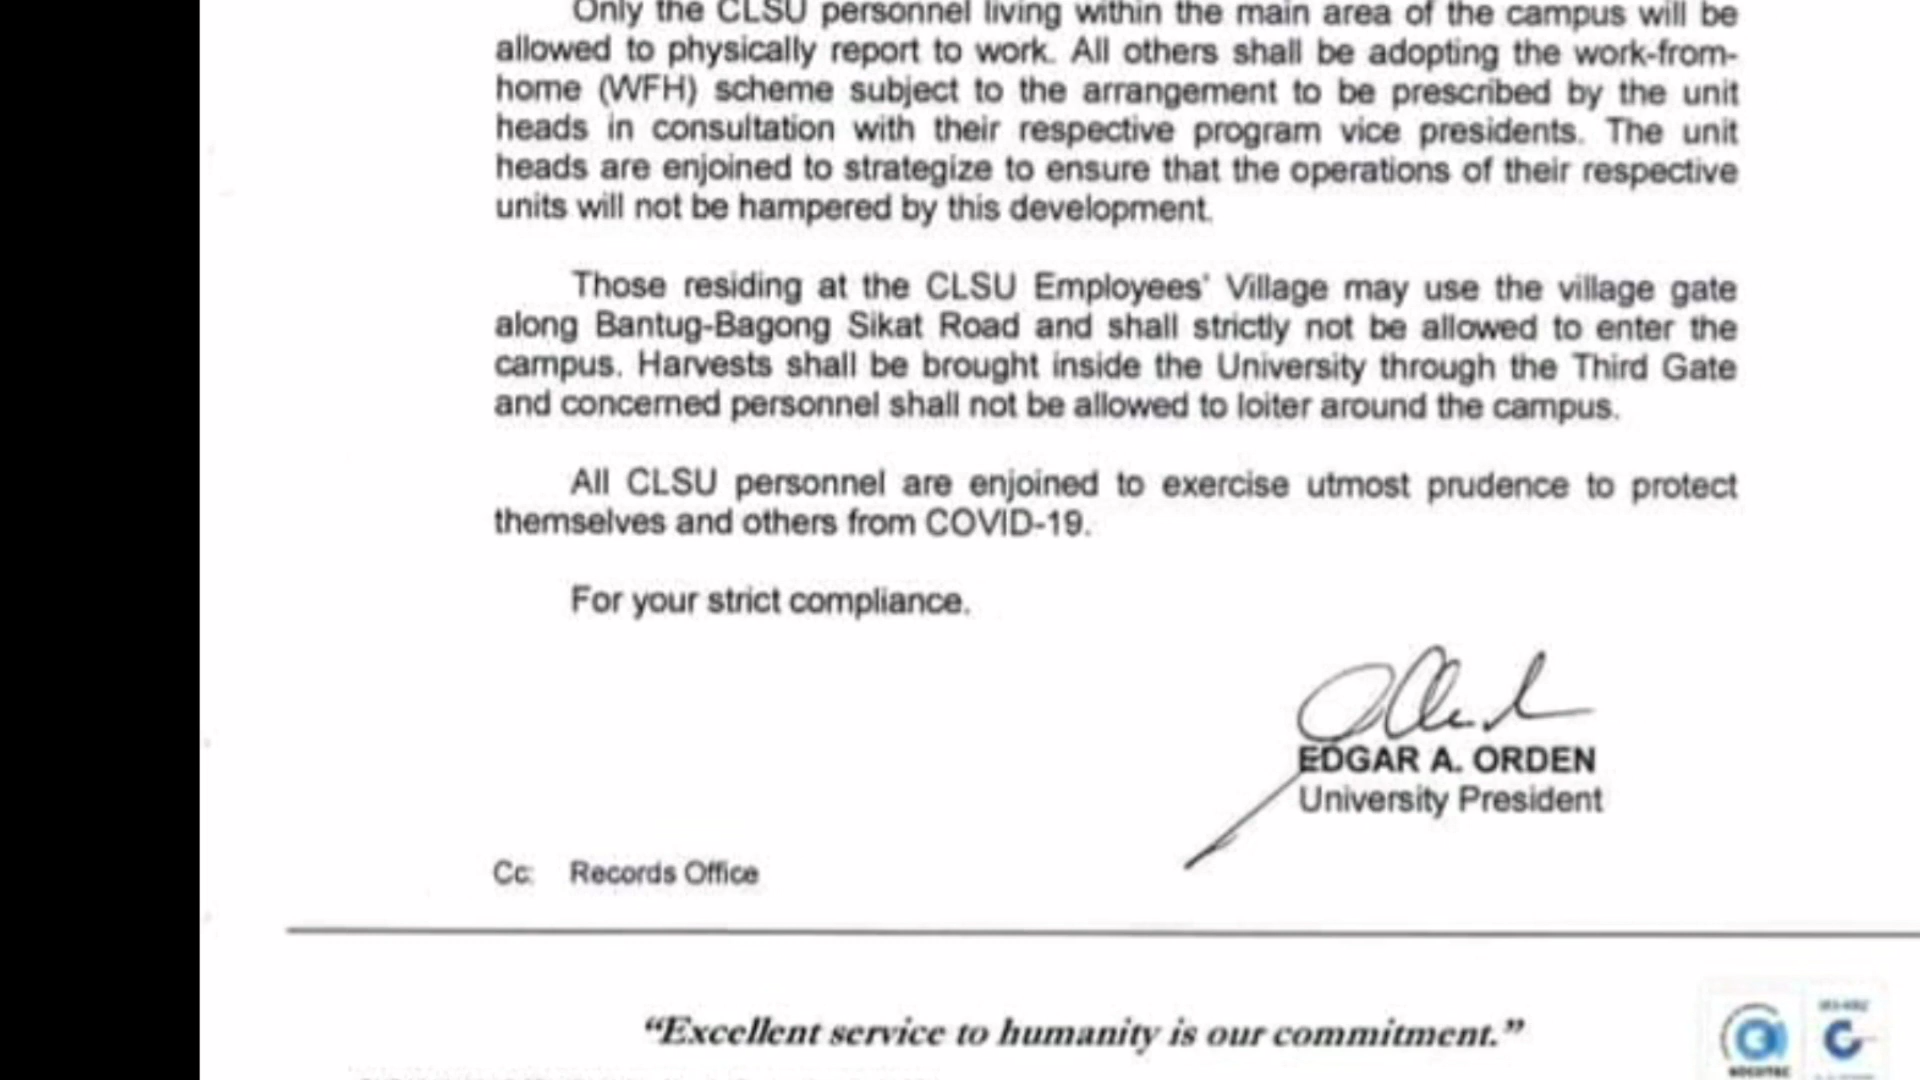 Only the CLSU personnel living within the main area of the campus will be
allowed to physically report to work. All others shall be adopting the work-from-
home (WFH) scheme subject to the arrangement to be prescribed by the unit
heads in consultation with their respective program vice presidents. The unit
heads are enjoined to strategize to ensure that the operations of their respective
units will not be hampered by this development.
Those residing at the CLSU Employees' Village may use the village gate
along Bantug-Bagong Sikat Road and shall strictly not be allowed to enter the
campus. Harvests shall be brought inside the University through the Third Gate
and concerned personnel shall not be allowed to loiter around the campus.
All CLSU personnel are enjoined to exercise utmost prudence to protect
themselves and others from COVID-19.
For your strict compliance.
EDGAR A. ORDEN
University President
Cc: Records Office
“Excellent service to humanity is our commitment.”
SOCOTEC